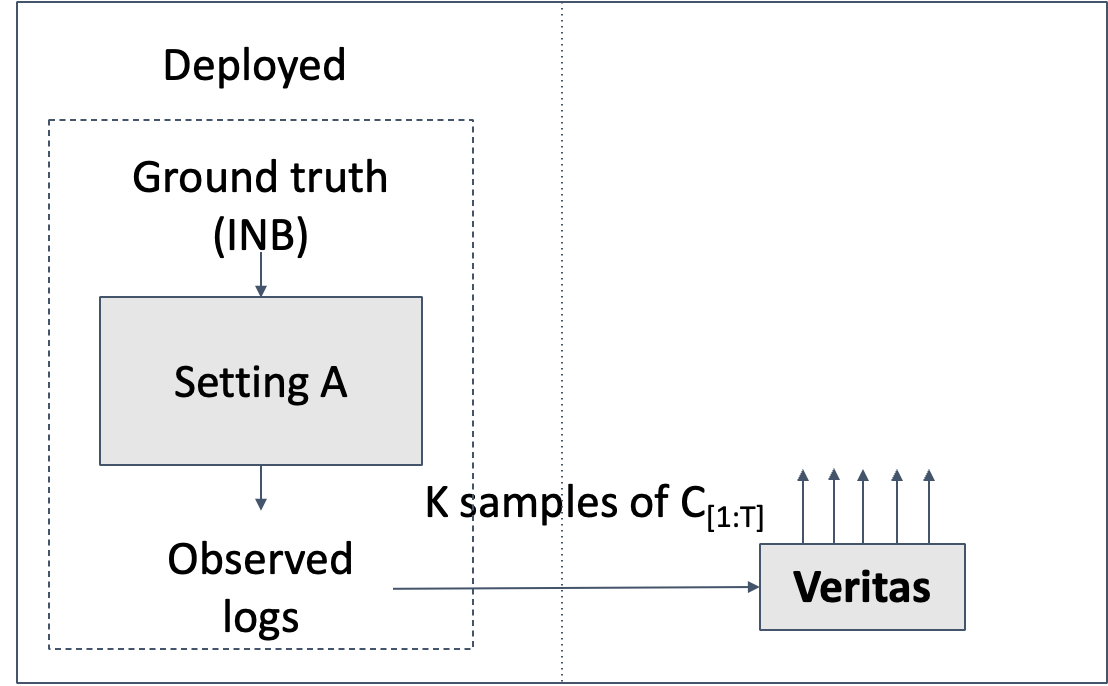 Deployed
Ground truth
(INB)
Setting A
K samples of C[1:T]
Observed
logs
Veritas